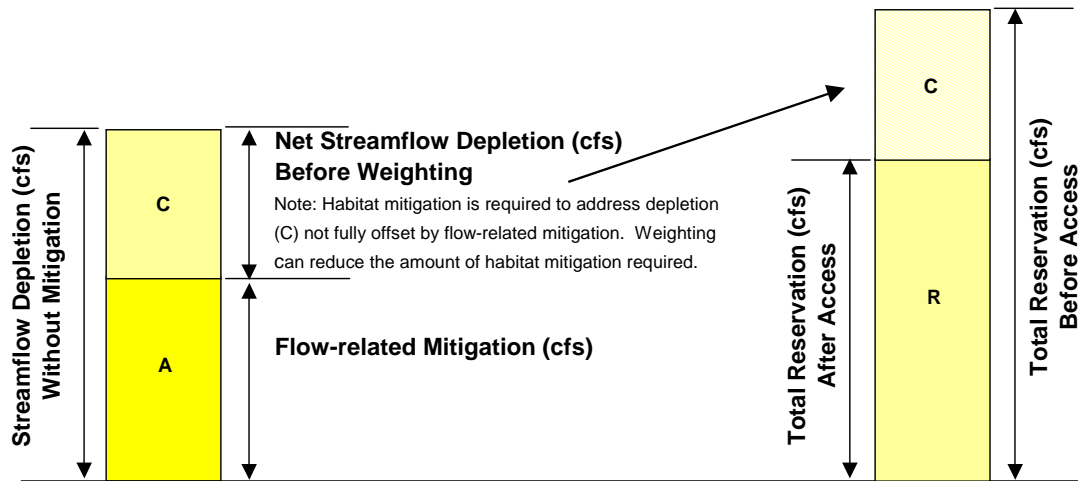 Streamflow Depletion (cfs)
Without Mitigation
C
A
Net Streamflow Depletion (cfs)
Before Weighting
Note: Habitat mitigation is required to address depletion
(C) not fully offset by flow-related mitigation. Weighting
can reduce the amount of habitat mitigation required.
Flow-related Mitigation (cfs)
Total Reservation (cfs)
After Access
C
R
Total Reservation (cfs)
Before Access